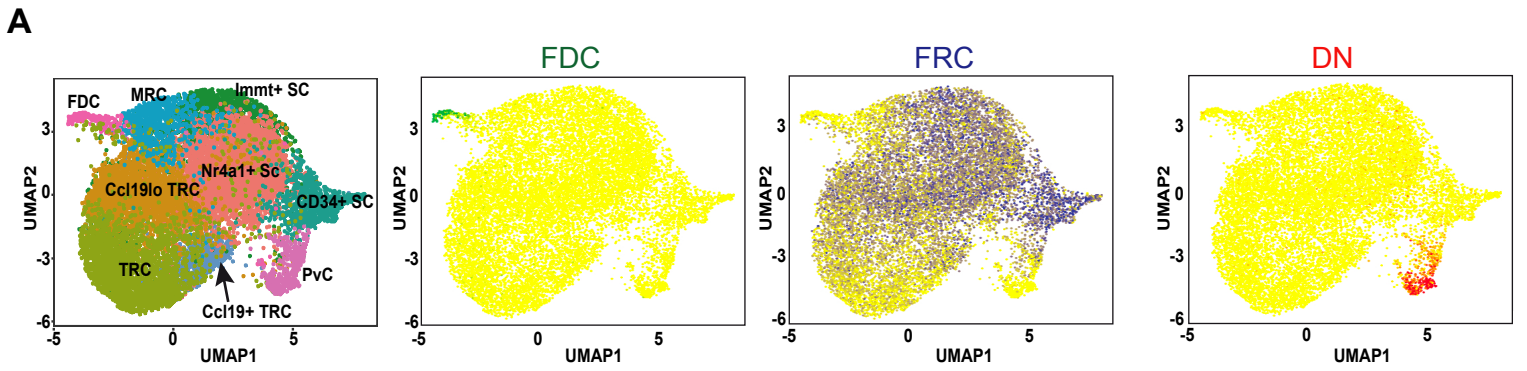 A
FDC
FRC
DN
FDC
MRC
Immt+ SC
Nr4a1+ Sc
Ccl19lo TRC
CD34+ SC
TRC
PvC
Ccl19+ TRC
UMAP2
3
0
-3
-6
-5
0
5
UMAP1
UMAP2
3
0
-3
-6
-5
0
5
UMAP1
UMAP2
3
0
-3
-6
-5
0
5
UMAP1
UMAP2
3
0
-3
-6
-5
0
5
UMAP1